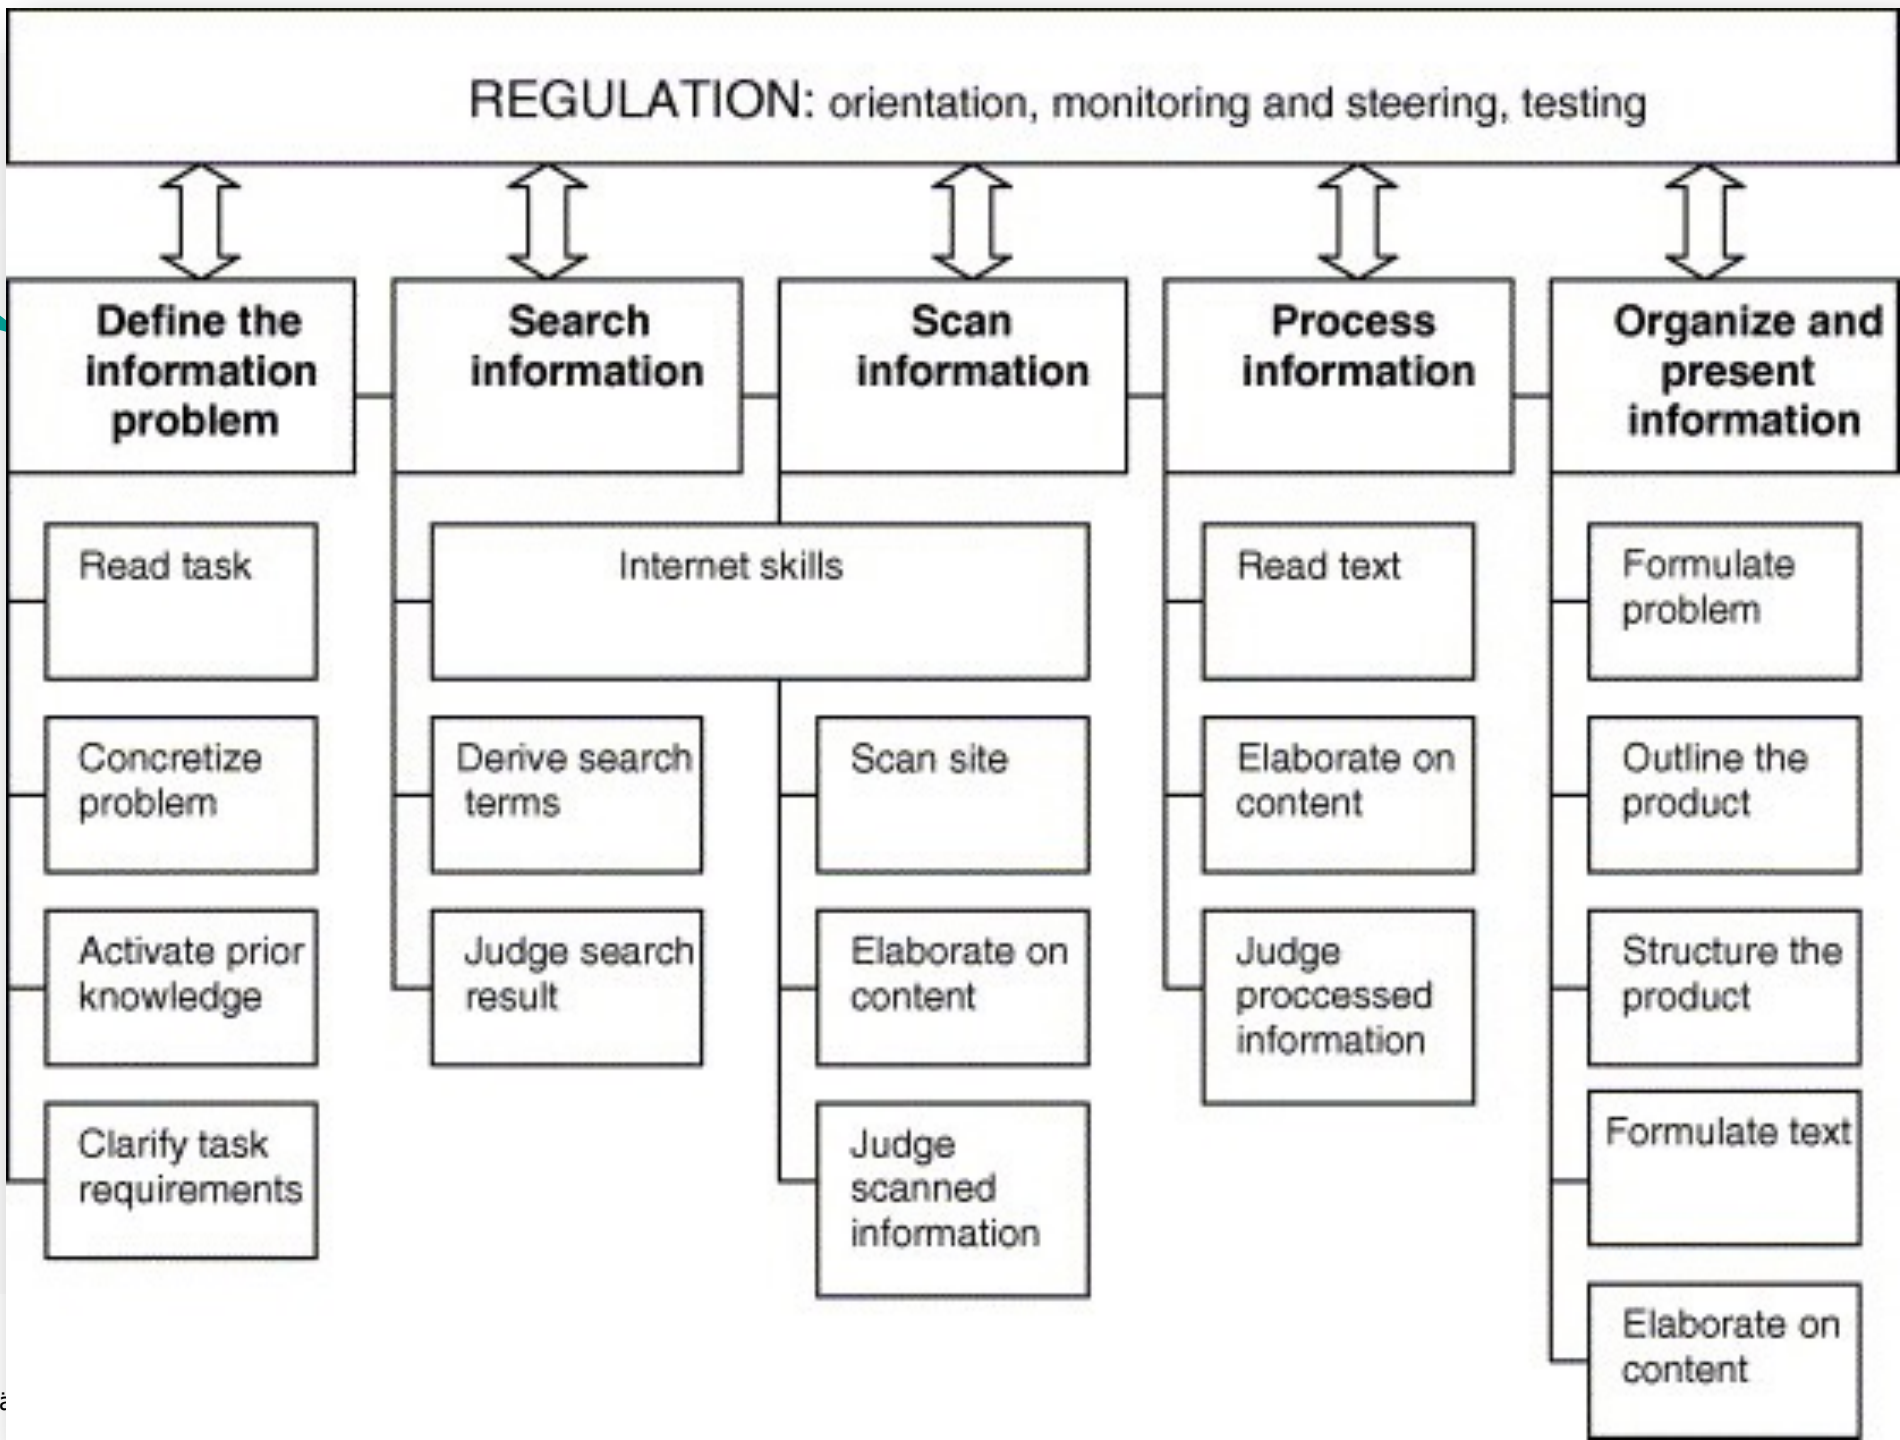 REGULATION: orientation, monitoring and steering, testing
Define the
information
problem
Search
information
Scan
information
Process
information
Organize and
present
information
Read task
Concretize
problem
Activate prior
knowledge
Clarify task
requirements
Internet skills
Derive search
terms
Judge search
result
Scan site
Elaborate on
content
Judge
scanned
information
Read text
Elaborate on
content
Judge
proccessed
information
Formulate
problem
Outline the
product
Structure the
product
Formulate text
Elaborate on
content